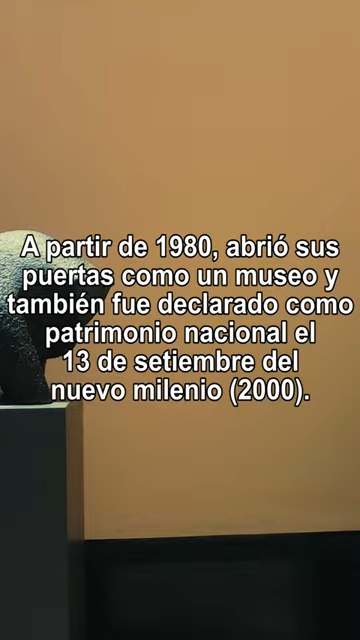 A partir de 1980, abrió sus
puertas como un museo y
también fue declarado como
patrimonio nacional el
13 de setiembre del
nuevo milenio (2000).